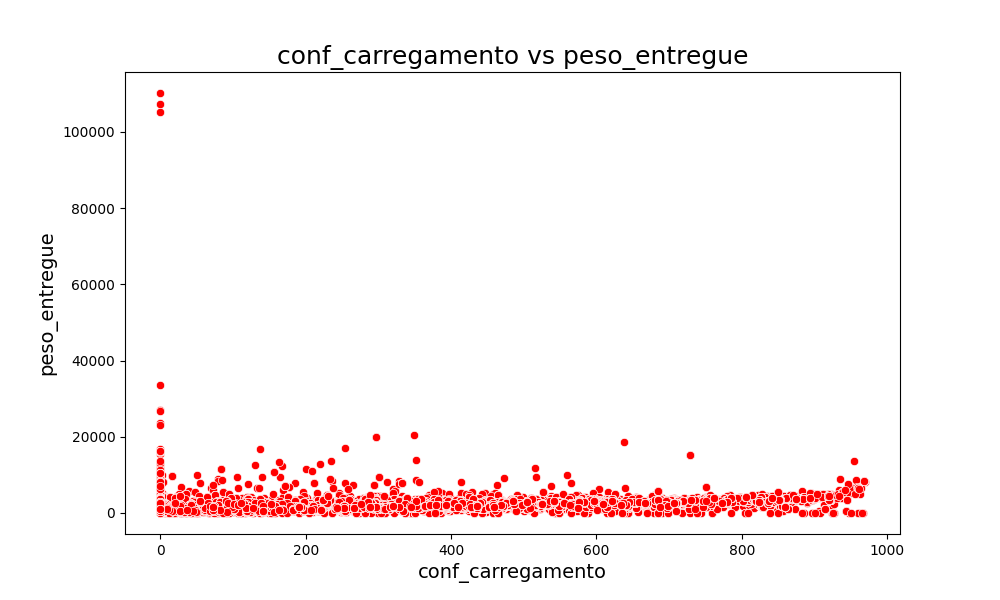 conf_carregamento vs peso_entregue
peso_entregue
100000
80000
60000
40000
20000
0
0 200 400 600 800 1000
conf_carregamento